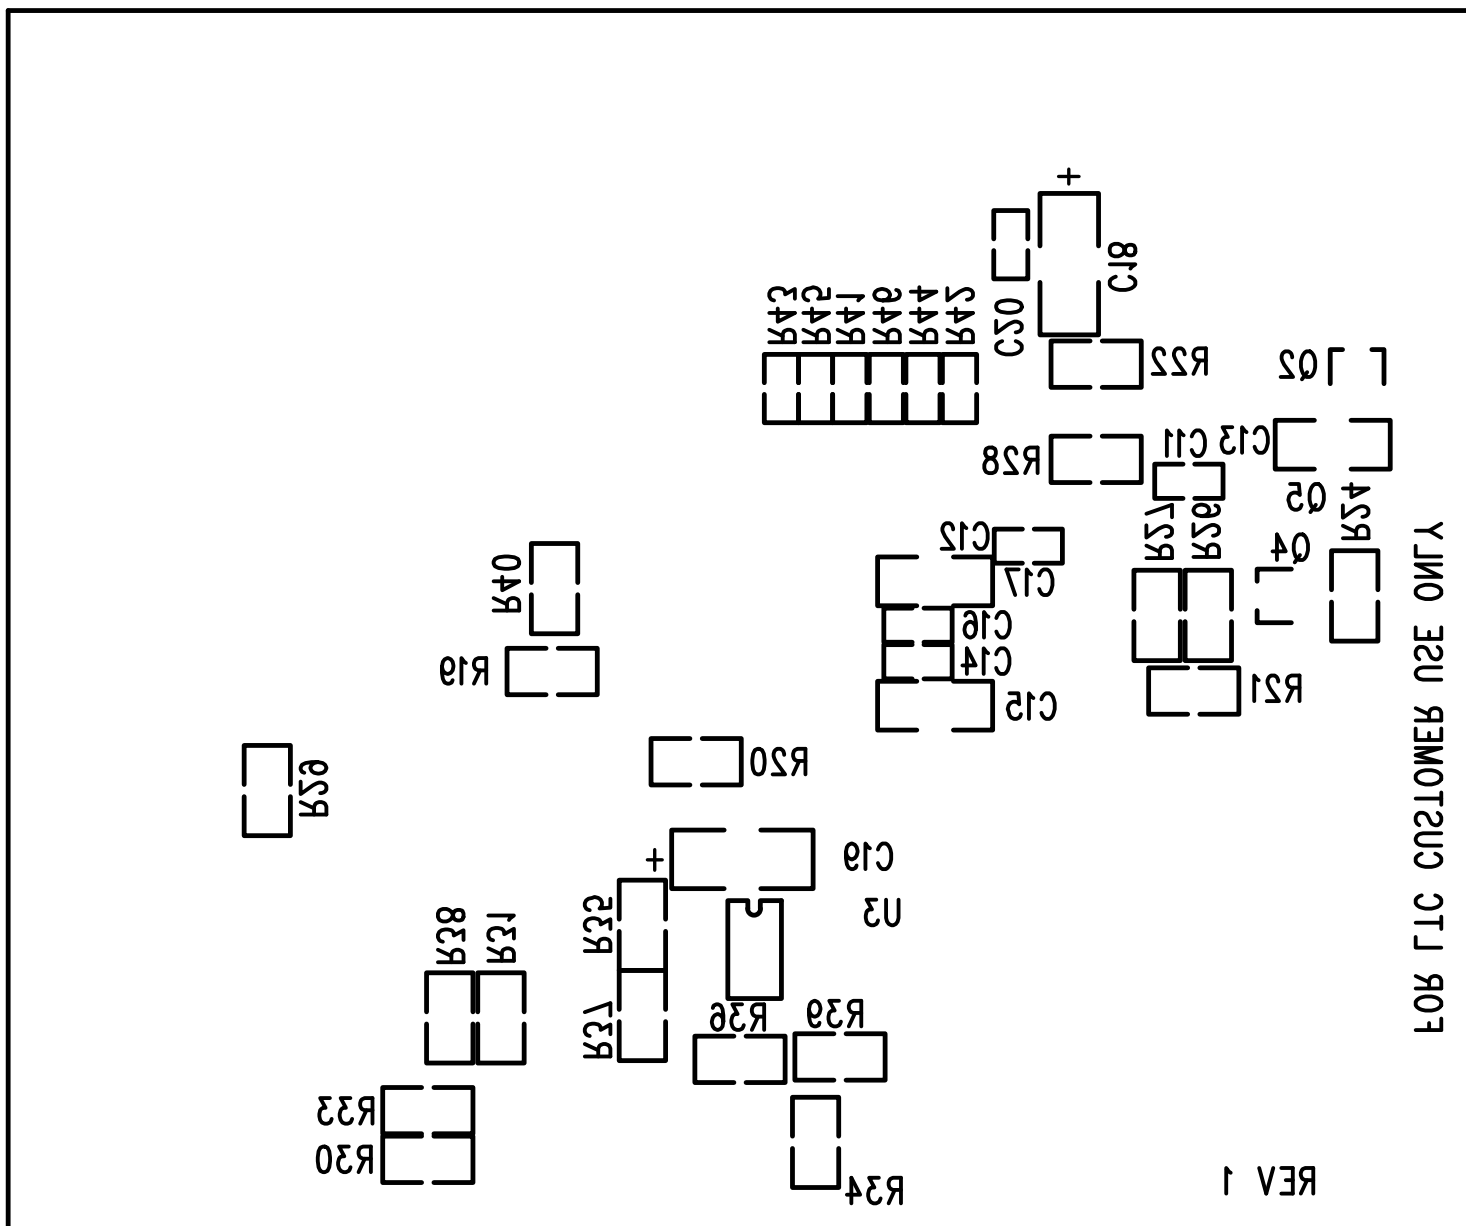 +
C18
C20
R43
R45
R41
R46
R44
R42
R22
Q2
C11
C13
R28
Q5
R24
R27
R26
C12
Q4
C17
R40
C16
C14
R19
R21
C15
R20
R29
+
C19
U3
R38
R31
R35
R37
R36
R39
R33
R30
R34
REV 1
FOR LTC CUSTOMER USE ONLY